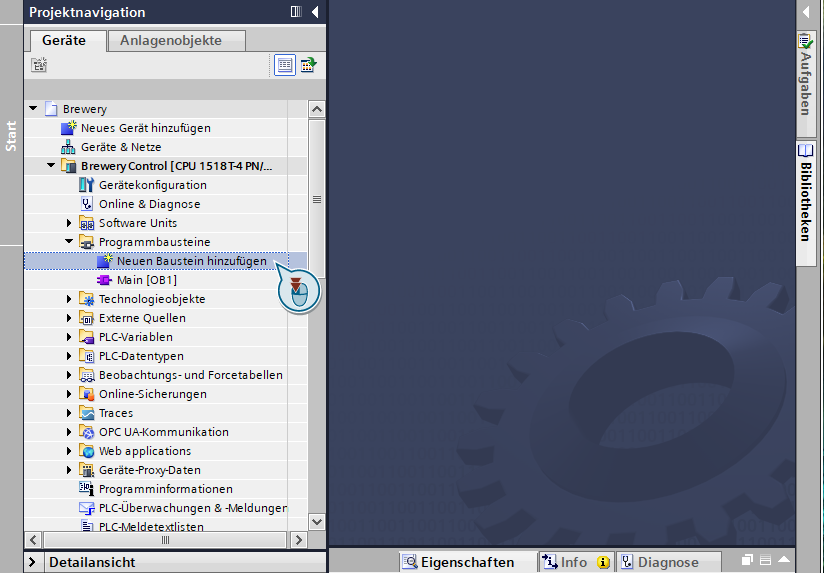 Projektnavigation
Geräte
Anlagenobjekte
Start
Brewery
Neues Gerät hinzufügen
Geräte & Netze
Brewery Control [CPU 1518T-4 PN/...
Gerätekonfiguration
Online & Diagnose
Software Units
Programmbausteine
Neuen Baustein hinzufügen
Main [OB1]
Technologieobjekte
Externe Quellen
PLC-Variablen
PLC-Datentypen
Beobachtungs- und Forcetabellen
Online-Sicherungen
Traces
OPC UA-Kommunikation
Web applications
Geräte-Proxy-Daten
Programminformationen
PLC-Überwachungen & -Meldungen
PLC-Meldetextlisten
Detailansicht
Eigenschaften
Info
Diagnose
Aufgaben
Bibliotheken